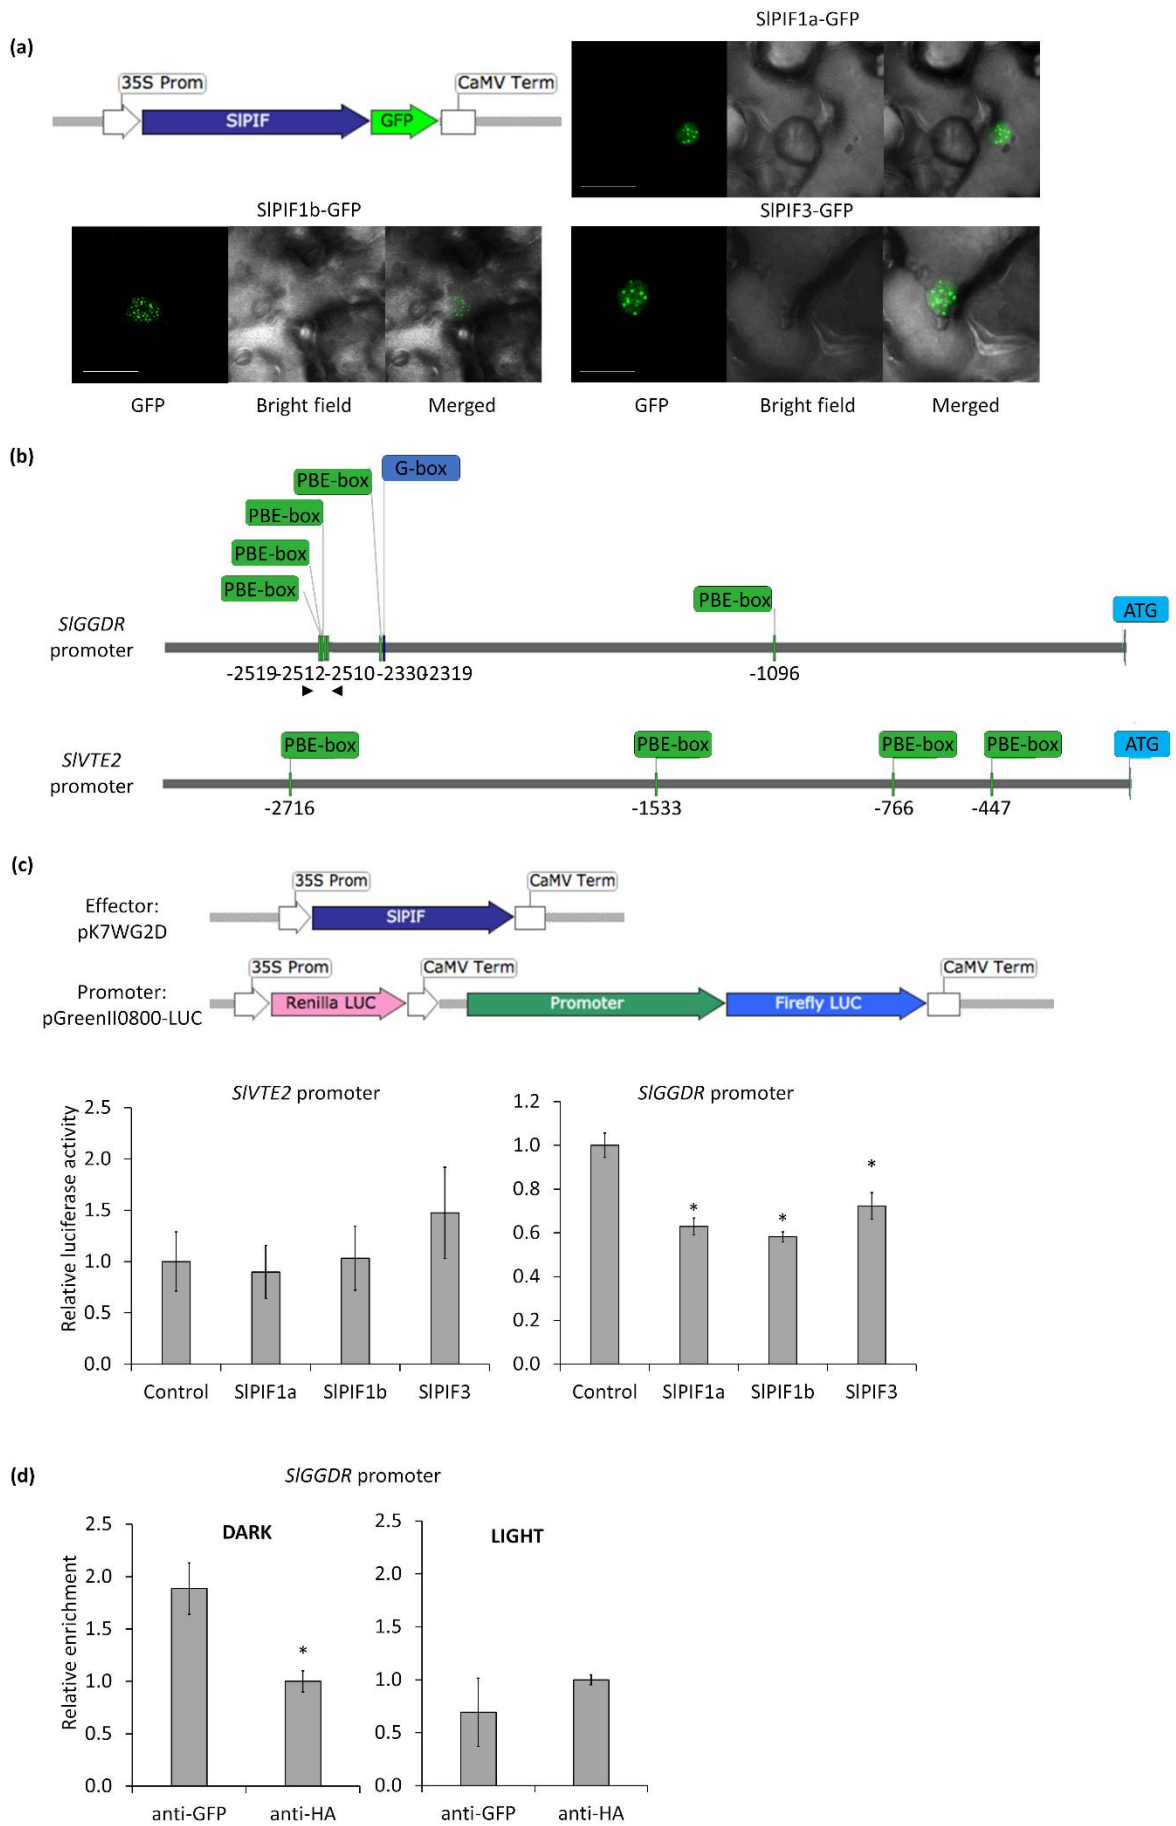 (a)
SlPIF1a-GFP
35S Prom
CaMV Term
SlPIF
GFP
SlPIF1b-GFP
SlPIF3-GFP
GFP
Bright field
Merged
GFP
Bright field
Merged
(b)
G-box
PBE-box
PBE-box
PBE-box
PBE-box
PBE-box
ATG
SlGGDR
promoter
-2519
-2512
-2510
-2330
-2319
-1096
PBE-box
PBE-box
PBE-box
PBE-box
ATG
SlVTE2
promoter
-2716
-1533
-766
-447
(c)
35S Prom
CaMV Term
Effector:
pK7WG2D
SlPIF
35S Prom
CaMV Term
CaMV Term
Promoter:
pGreenII0800-LUC
Renilla LUC
Promoter
Firefly LUC
SlVTE2 promoter
Relative luciferase activity
2.5
2.0
1.5
1.0
0.5
0.0
Control
SlPIF1a
SlPIF1b
SlPIF3
SlGGDR promoter
1.2
1.0
0.8
0.6
0.4
0.2
0.0
*
*
*
Control
SlPIF1a
SlPIF1b
SlPIF3
(d)
SlGGDR promoter
DARK
Relative enrichment
2.5
2.0
1.5
1.0
0.5
0.0
*
anti-GFP
anti-HA
LIGHT
2.5
2.0
1.5
1.0
0.5
0.0
anti-GFP
anti-HA